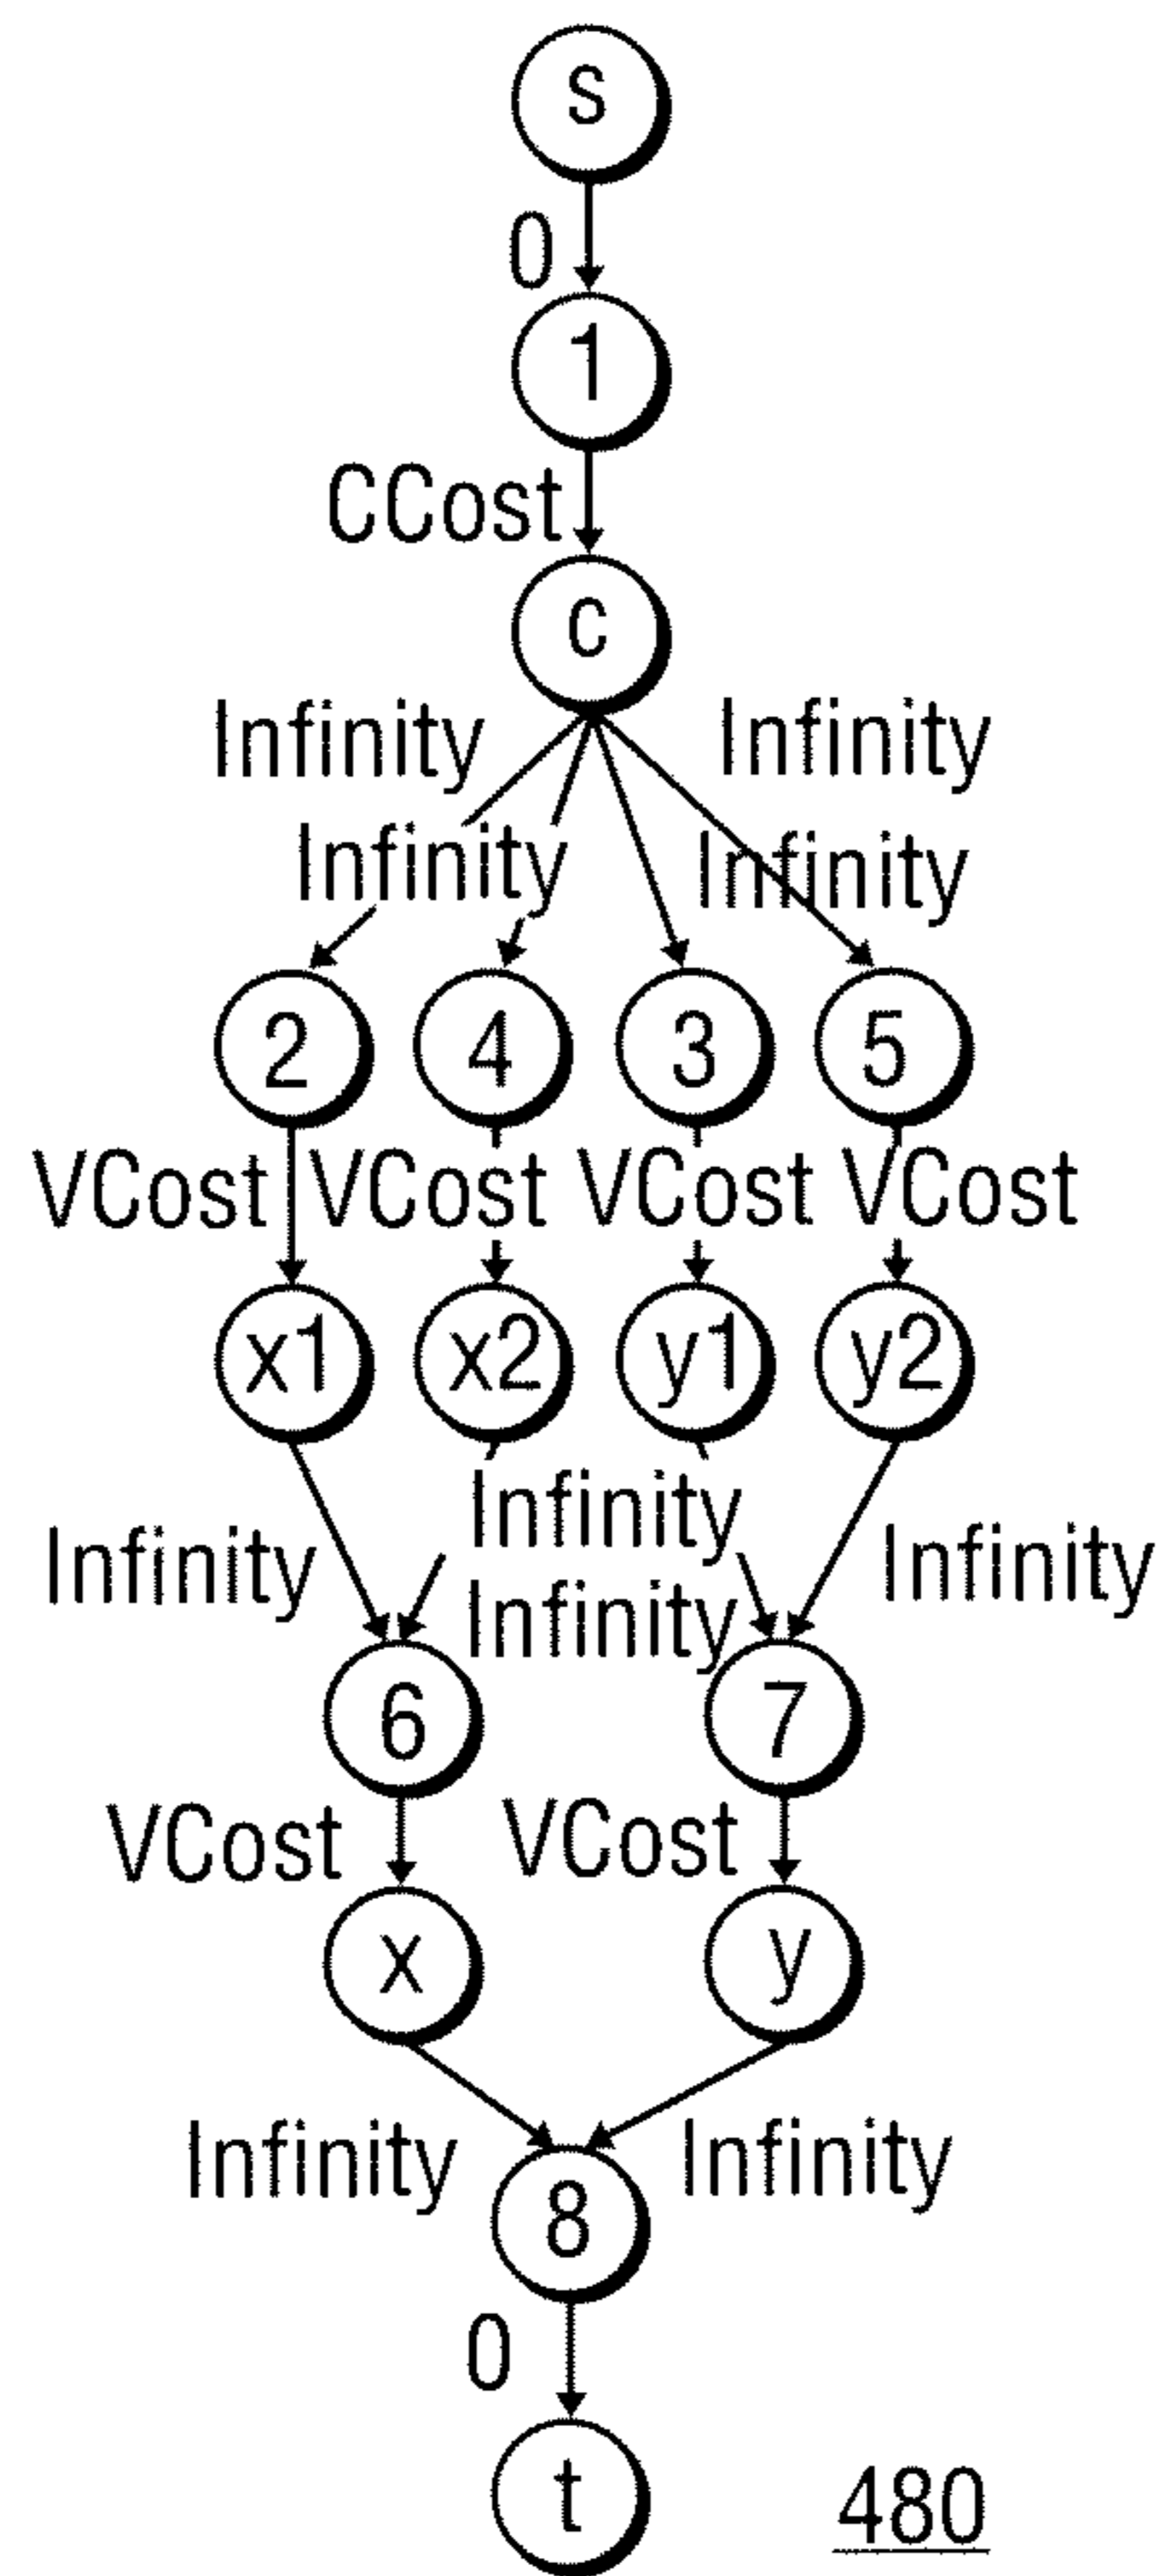 s
0
1
CCost
c
Infinity Infinity
Infinity Infinity
2 4 3 5
VCost VCost VCost VCost
x1 x2 y1 y2
Infinity
Infinity Infinity
Infinity
6 7
VCost VCost
x y
Infinity Infinity
8
0
t
480